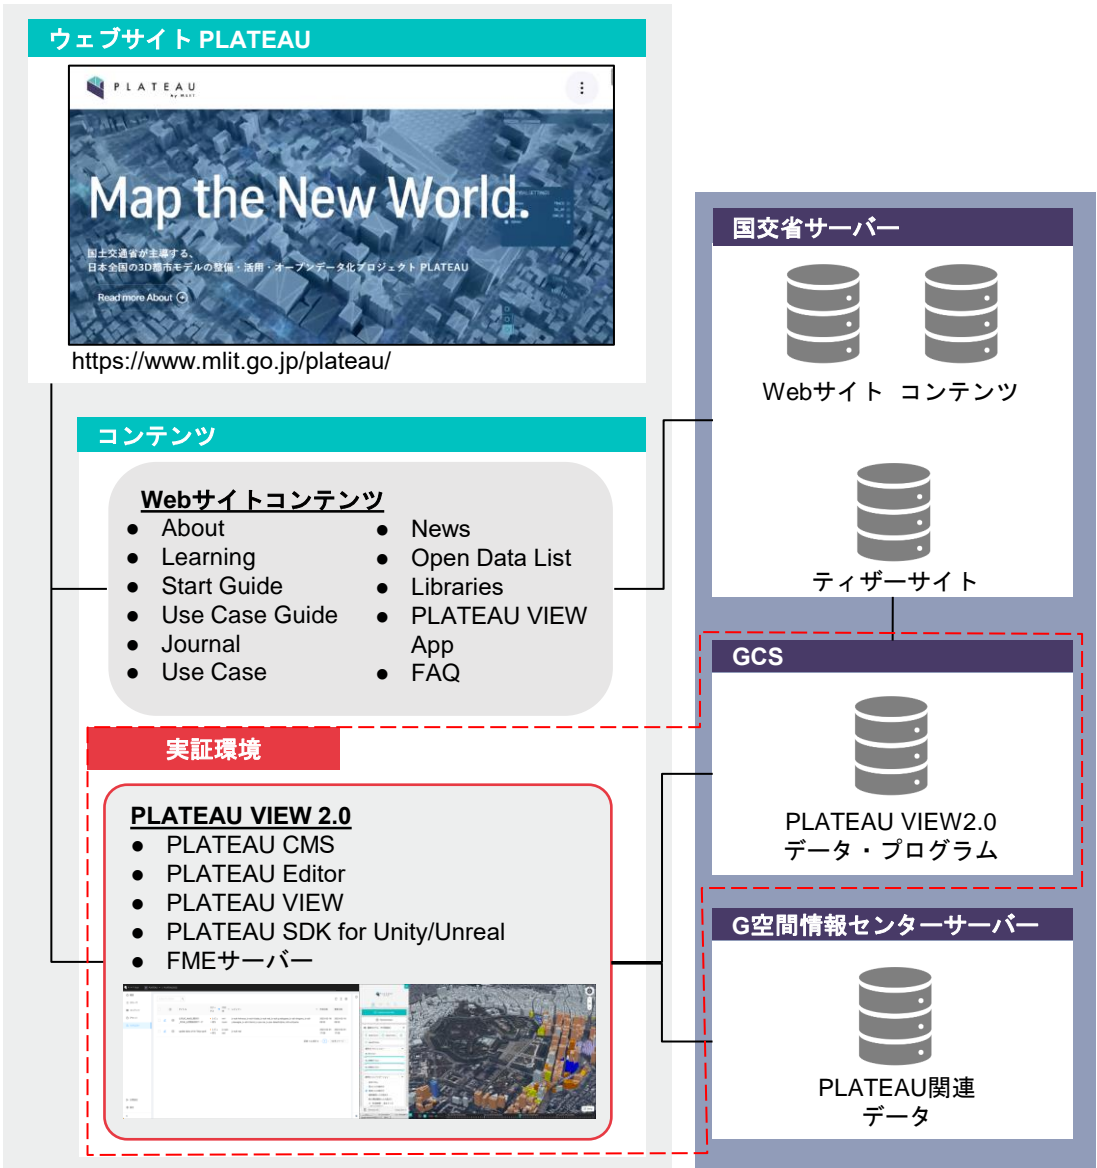 ウェブサイト PLATEAU
PLATEAU
by MLIT
Map the New World.
国土交通省が主導する、
日本全国の3D都市モデルの整備・活用・オープンデータ化プロジェクト PLATEAU
Read more About
https://www.mlit.go.jp/plateau/
コンテンツ
Webサイトコンテンツ
● About
● Learning
● Start Guide
● Use Case Guide
● Journal
● Use Case
● News
● Open Data List
● Libraries
● PLATEAU VIEW
App
● FAQ
実証環境
PLATEAU VIEW 2.0
● PLATEAU CMS
● PLATEAU Editor
● PLATEAU VIEW
● PLATEAU SDK for Unity/Unreal
● FMEサーバー
国交省サーバー
Webサイト コンテンツ
ティザーサイト
GCS
PLATEAU VIEW2.0
データ・プログラム
G空間情報センターサーバー
PLATEAU関連
データ